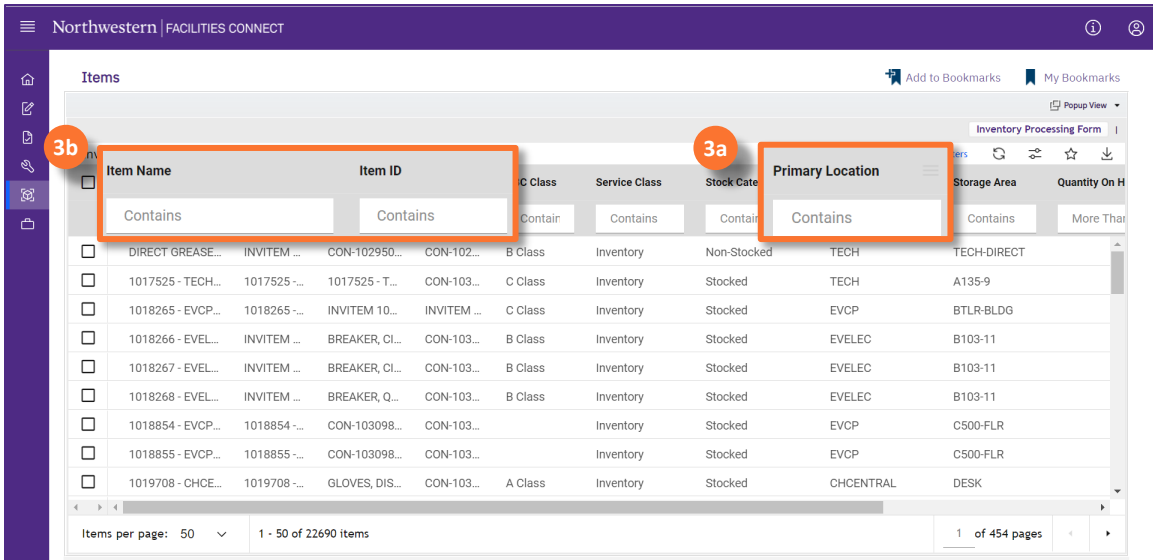 Northwestern | FACILITIES CONNECT
Items
Add to Bookmarks
My Bookmarks
Popup View
Inventory Processing Form |
3b
3a
Item Name
Item ID
C Class
Service Class
Stock Cate
Primary Location
Storage Area
Quantity On H
Contains
Contains
Contain
Contains
Contain
Contains
Contains
More Than
DIRECT GREASE... INVITEM ... CON-102950... CON-102... B Class Inventory Non-Stocked TECH TECH-DIRECT
1017525 - TECH... 1017525 -... 1017525 - T... CON-103... C Class Inventory Stocked TECH A135-9
1018265 - EVCP... 1018265 -... INVITEM 10... INVITEM ... C Class Inventory Stocked EVCP BTLR-BLDG
1018266 - EVEL... INVITEM ... BREAKER, CI... CON-103... B Class Inventory Stocked EVELEC B103-11
1018267 - EVEL... INVITEM ... BREAKER, CI... CON-103... B Class Inventory Stocked EVELEC B103-11
1018268 - EVEL... INVITEM ... BREAKER, Q... CON-103... B Class Inventory Stocked EVELEC B103-11
1018854 - EVCP... 1018854 -... CON-103098... CON-103... Inventory Stocked EVCP C500-FLR
1018855 - EVCP... 1018855 -... CON-103098... CON-103... Inventory Stocked EVCP C500-FLR
1019708 - CHCE... 1019708 -... GLOVES, DIS... CON-103... A Class Inventory Stocked CHCENTRAL DESK
Items per page: 50 1 - 50 of 22690 items 1 of 454 pages